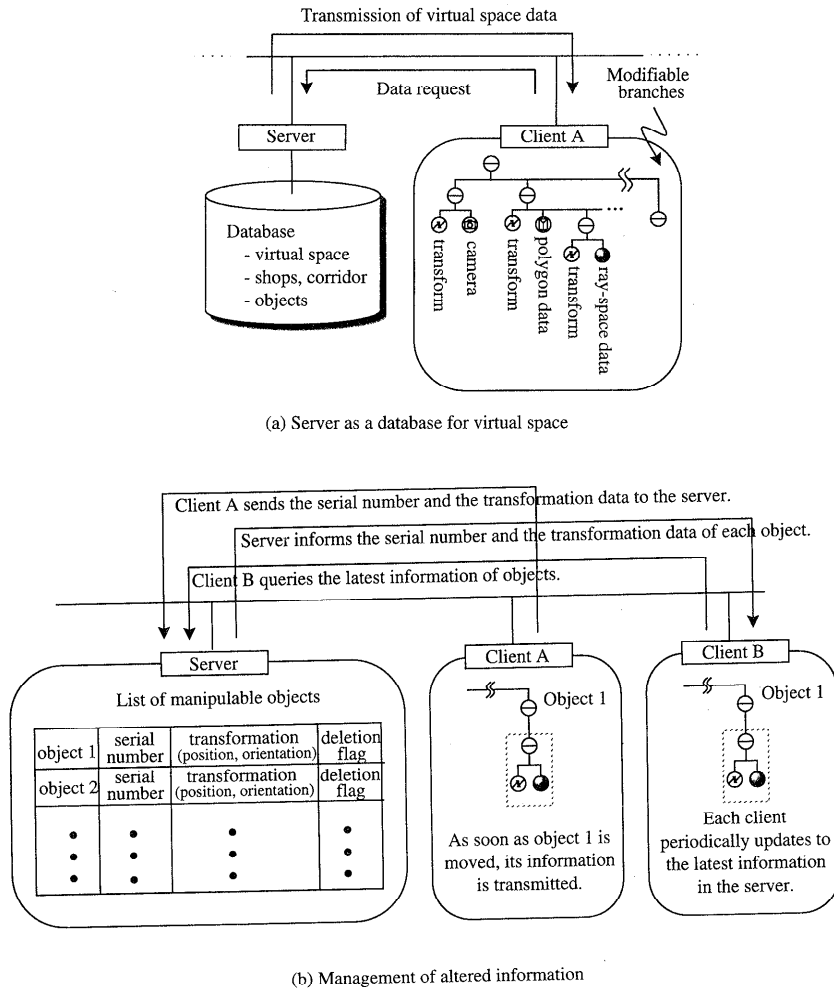 Transmission of virtual space data
Data request
Modifiable
branches
Server
Client A
Database
- virtual space
- shops, corridor
- objects
transform
camera
transform
polygon data
transform
ray-space data
(a) Server as a database for virtual space
Client A sends the serial number and the transformation data to the server.
Server informs the serial number and the transformation data of each object.
Client B queries the latest information of objects.
Server
Client A
Client B
List of manipulable objects
object 1
serial
number
transformation
(position, orientation)
deletion
flag
object 2
serial
number
transformation
(position, orientation)
deletion
flag
Object 1
As soon as object 1 is
moved, its information
is transmitted.
Object 1
Each client
periodically updates to
the latest information
in the server.
(b) Management of altered information